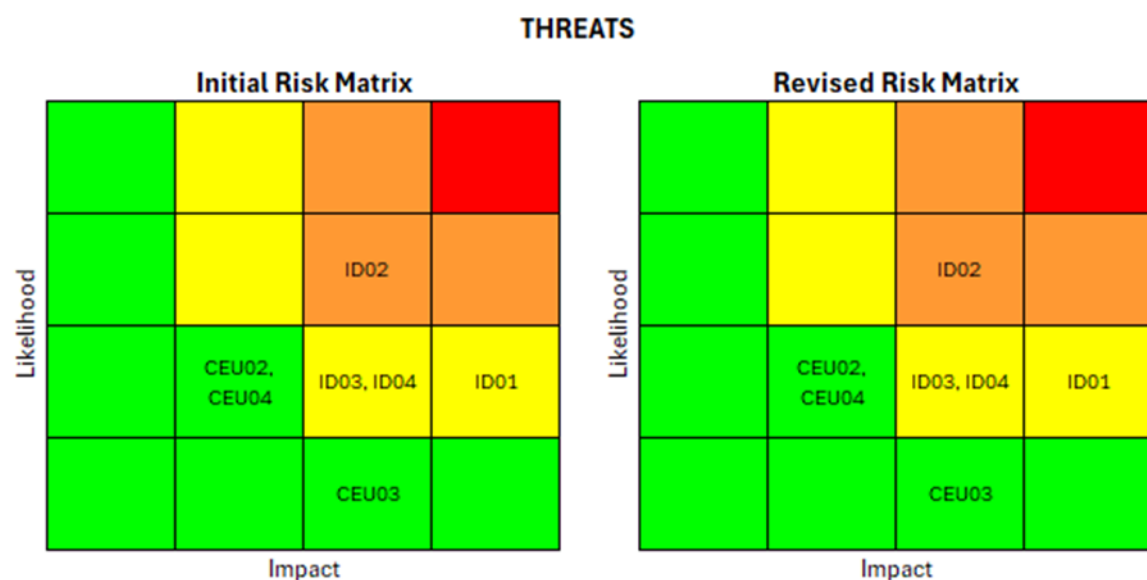 THREATS
Initial Risk Matrix
Likelihood
ID02
CEU02,
CEU04
ID03, ID04
ID01
CEU03
Impact
Revised Risk Matrix
Likelihood
ID02
CEU02,
CEU04
ID03, ID04
ID01
CEU03
Impact